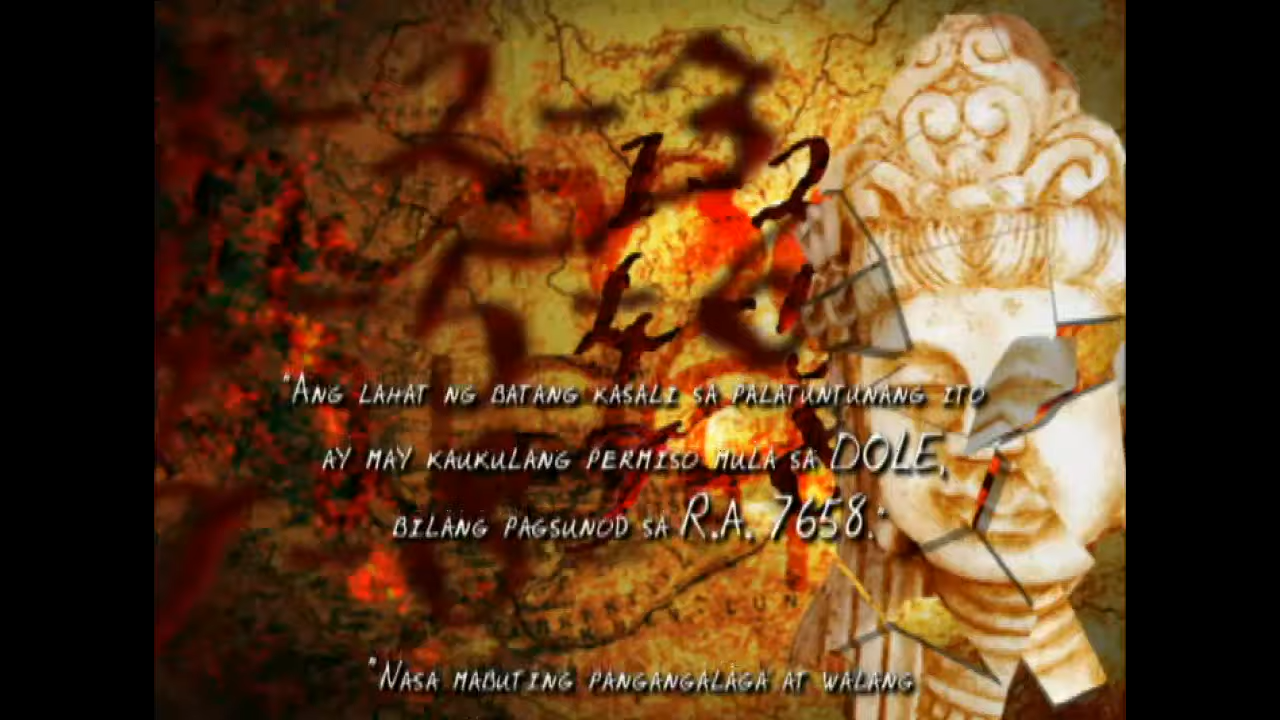 "Ang lahat ng batang kasali sa palatuntunang ito
ay may kaukulang permiso mula sa DOLE,
bilang pagsunod sa R.A. 7658."
"Nasa mabuting pangangalaga at walang